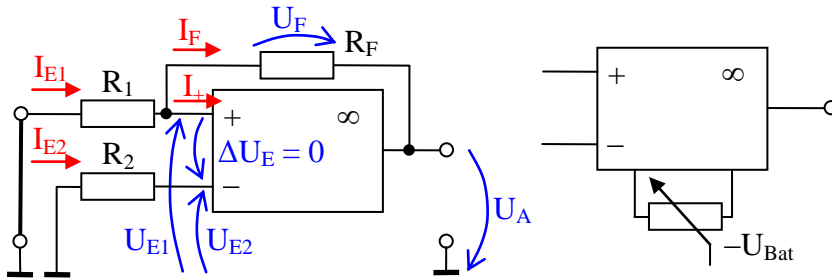 U_F
I_F
R_F
I_E1
R_1
I_+
+
∞
I_E2
R_2
ΔU_E = 0
−
U_E1
U_E2
U_A
+
∞
−
−U_Bat